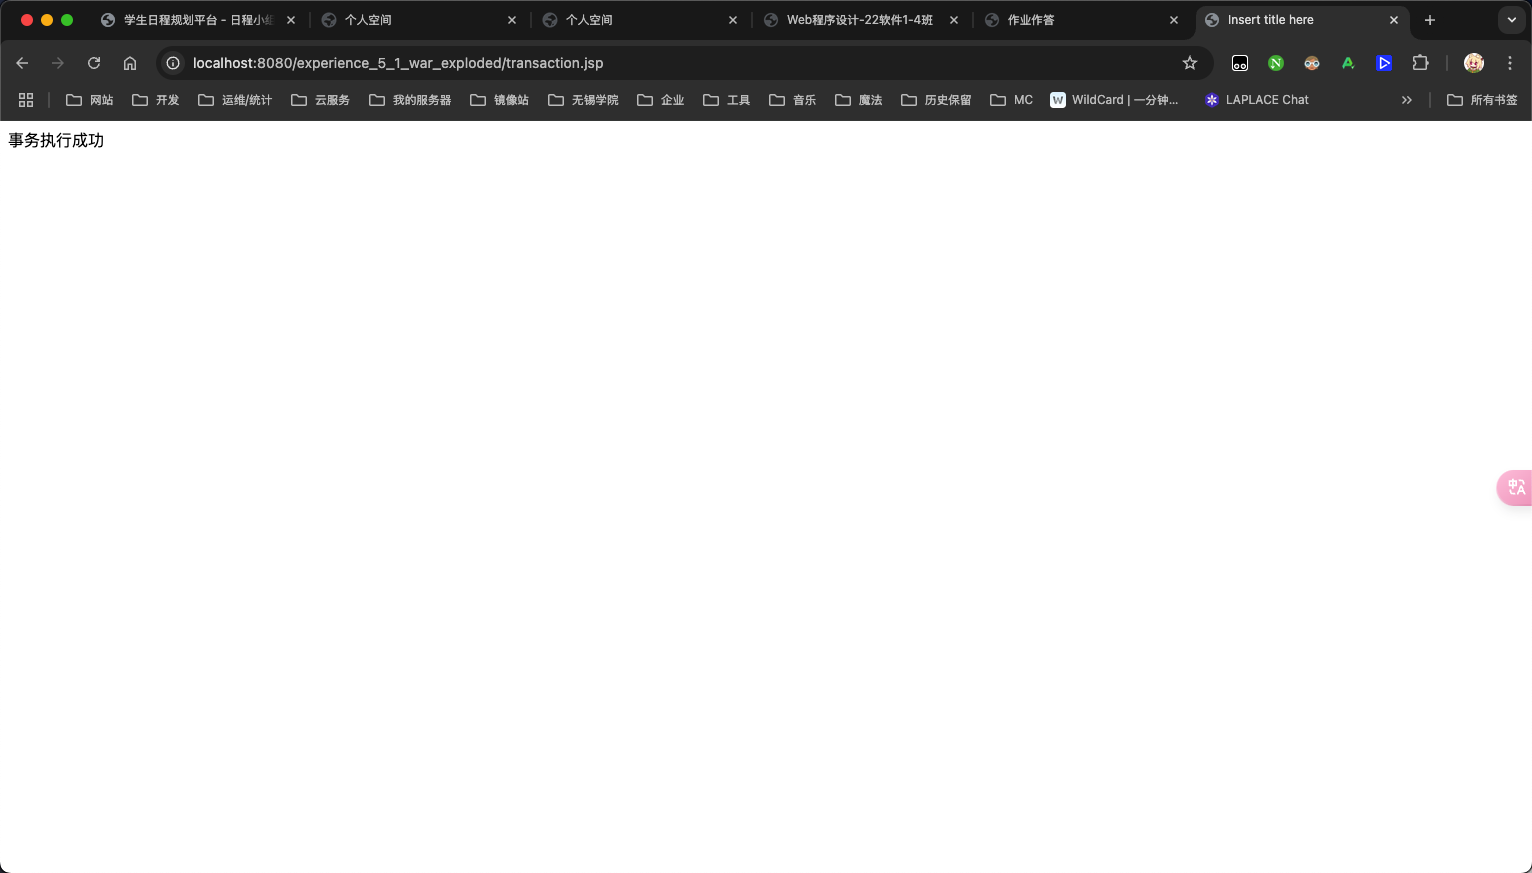 学生日程规划平台 - 日程小组
个人空间
个人空间
Web程序设计-22软件1-4班
作业作答
Insert title here
localhost:8080/experience_5_1_war_exploded/transaction.jsp
网站
开发
运维/统计
云服务
我的服务器
镜像站
无锡学院
企业
工具
音乐
魔法
历史保留
MC
WildCard | 一分钟...
LAPLACE Chat
所有书签
事务执行成功